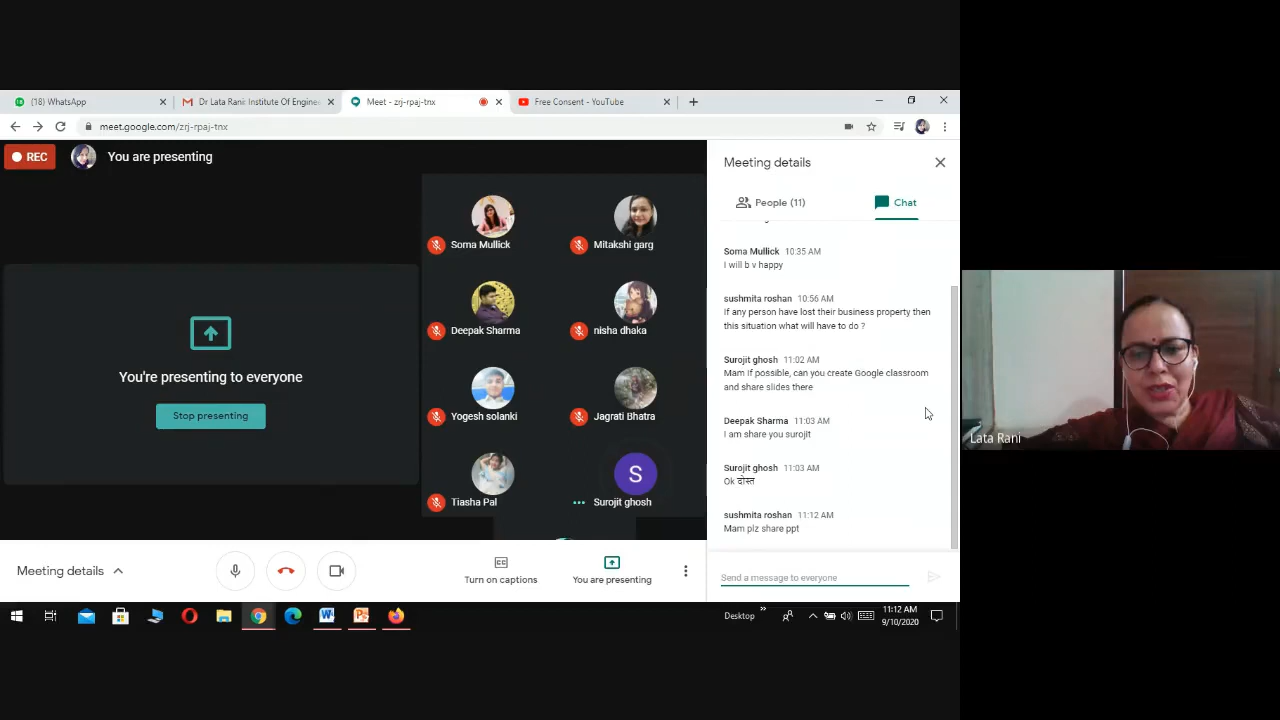 (18) WhatsApp
Dr Lata Rani: Institute Of Enginee
Meet - zrj-rpaj-tnx
Free Consent - YouTube
meet.google.com/zrj-rpaj-tnx
REC
You are presenting
You're presenting to everyone
Stop presenting
Soma Mullick
Mitakshi garg
Deepak Sharma
nisha dhaka
Yogesh solanki
Jagrati Bhatra
Tiasha Pal
S
Surojit ghosh
Meeting details
People (11)
Chat
Soma Mullick 10:35 AM
I will b v happy
sushmita roshan 10:56 AM
If any person have lost their business property then
this situation what will have to do ?
Surojit ghosh 11:02 AM
Mam if possible, can you create Google classroom
and share slides there
Deepak Sharma 11:03 AM
I am share you surojit
Surojit ghosh 11:03 AM
Ok दोस्त
sushmita roshan 11:12 AM
Mam plz share ppt
Send a message to everyone
Meeting details
Turn on captions
You are presenting
Desktop
11:12 AM
9/10/2020
Lata Rani